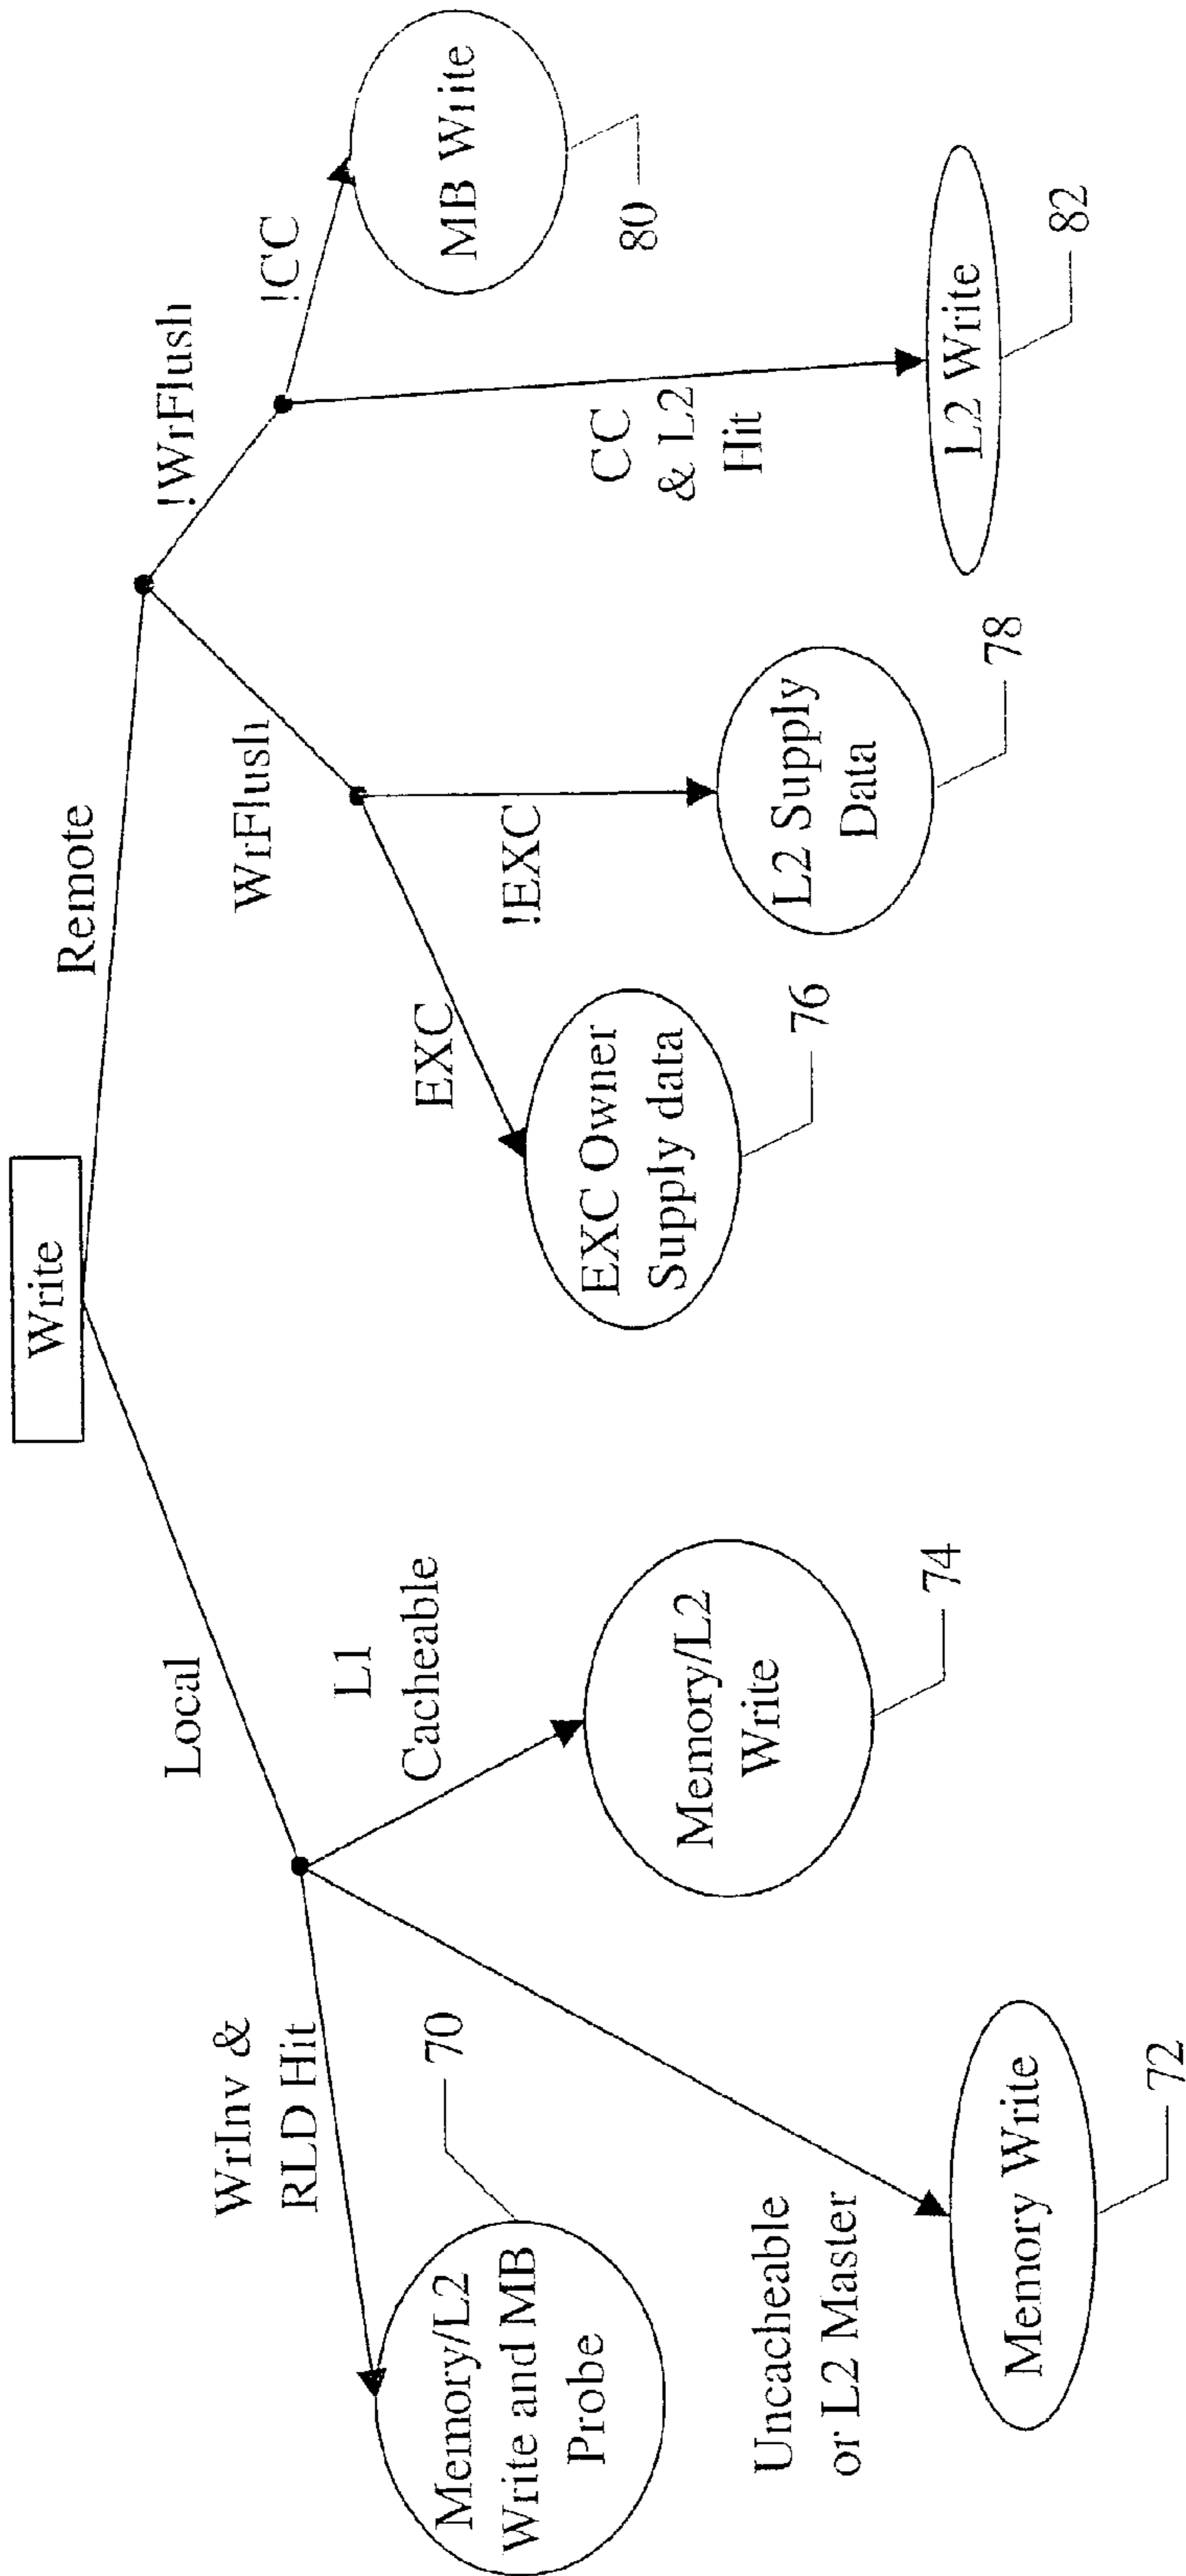 Write
Local
Remote
WrInv &
RLD Hit
L1
Cacheable
Uncacheable
or L2 Master
WrFlush
!WrFlush
EXC
!EXC
!CC
CC
& L2
Hit
Memory/L2
Write and MB
Probe
70
Memory Write
72
Memory/L2
Write
74
EXC Owner
Supply data
76
L2 Supply
Data
78
MB Write
80
L2 Write
82